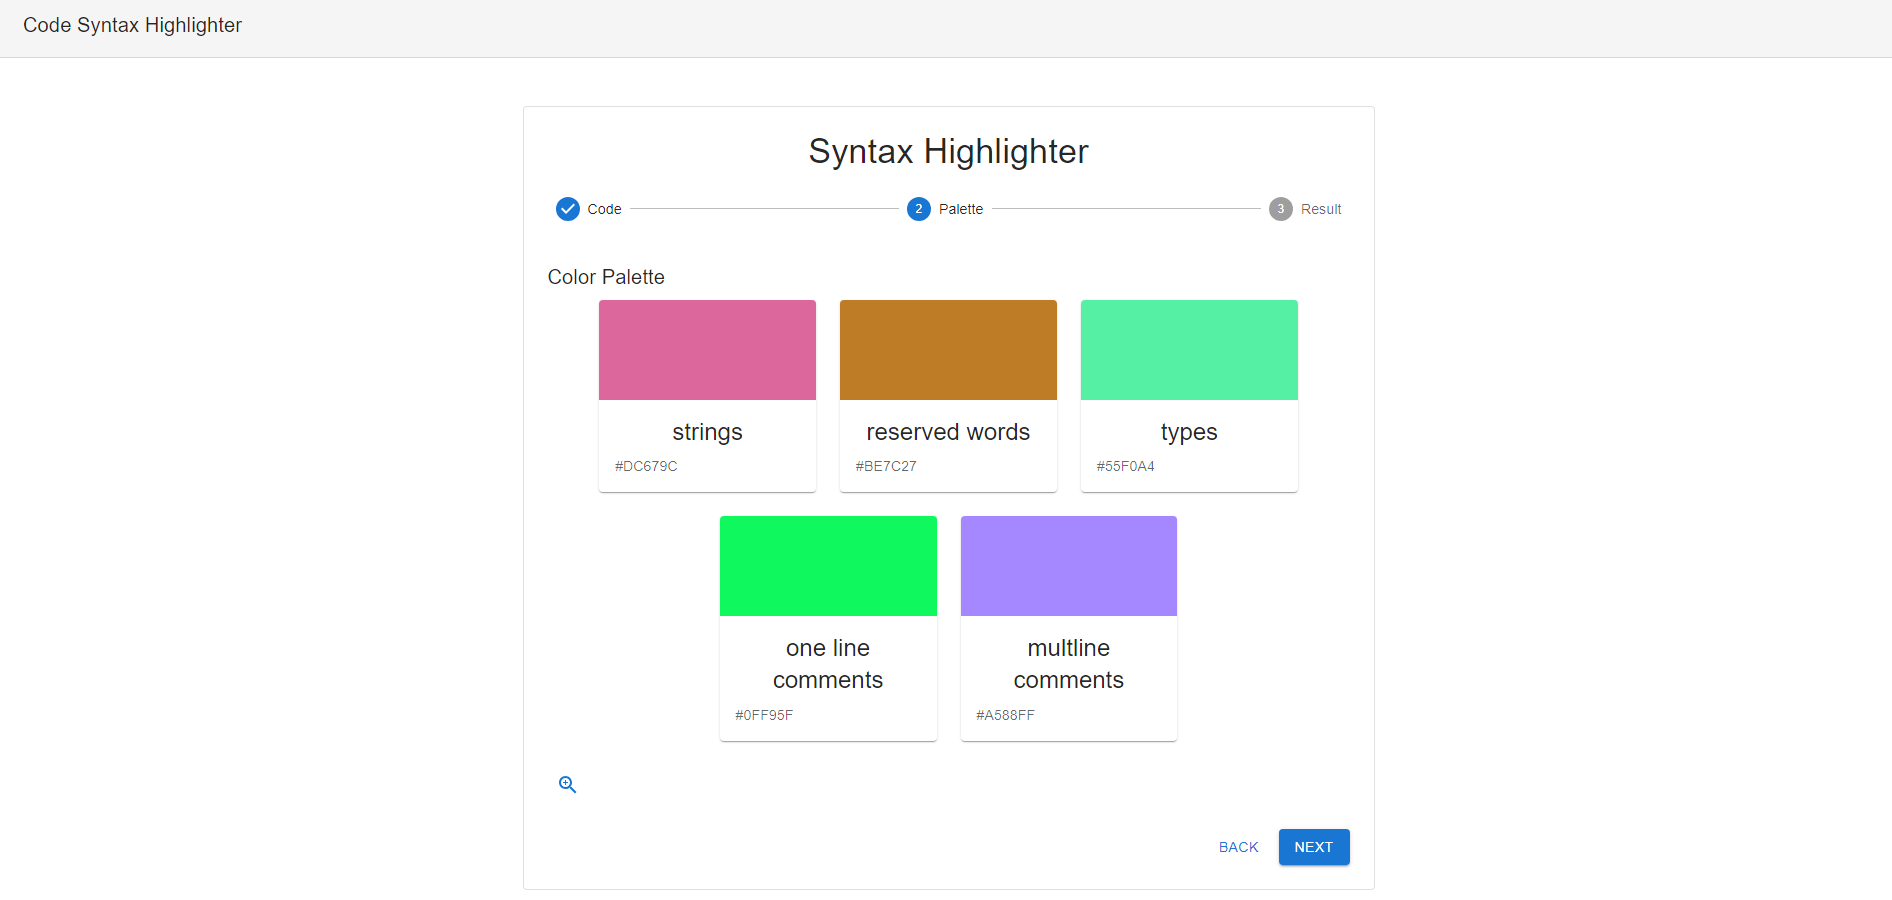 Code Syntax Highlighter
Syntax Highlighter
Code
2 Palette
3 Result
Color Palette
strings
#DC679C
reserved words
#BE7C27
types
#55F0A4
one line
comments
#0FF95F
multline
comments
#A588FF
BACK
NEXT